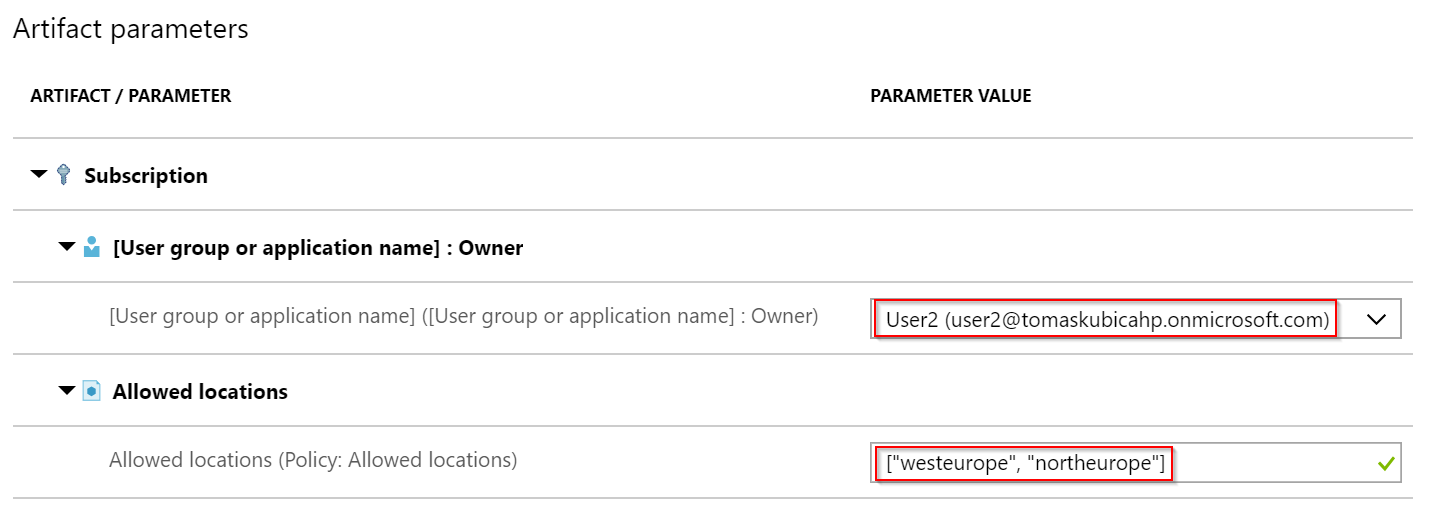 Artifact parameters
ARTIFACT / PARAMETER PARAMETER VALUE
Subscription
[User group or application name] : Owner
[User group or application name] ([User group or application name] : Owner) User2 (user2@tomaskubicahp.onmicrosoft.com)
Allowed locations
Allowed locations (Policy: Allowed locations) ["westeurope", "northeurope"]